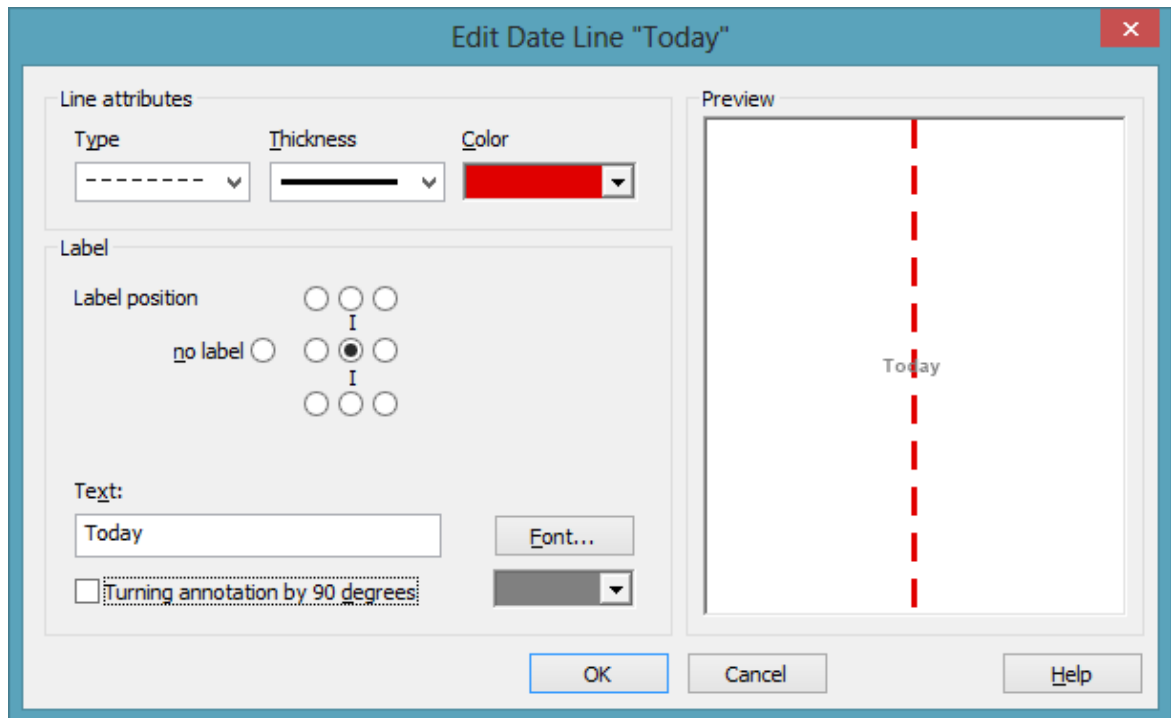 Edit Date Line "Today"
Line attributes
Type Thickness Color
Label
Label position
I
no label
I
Text:
Today
Font...
Turning annotation by 90 degrees
Preview
Today
OK Cancel Help